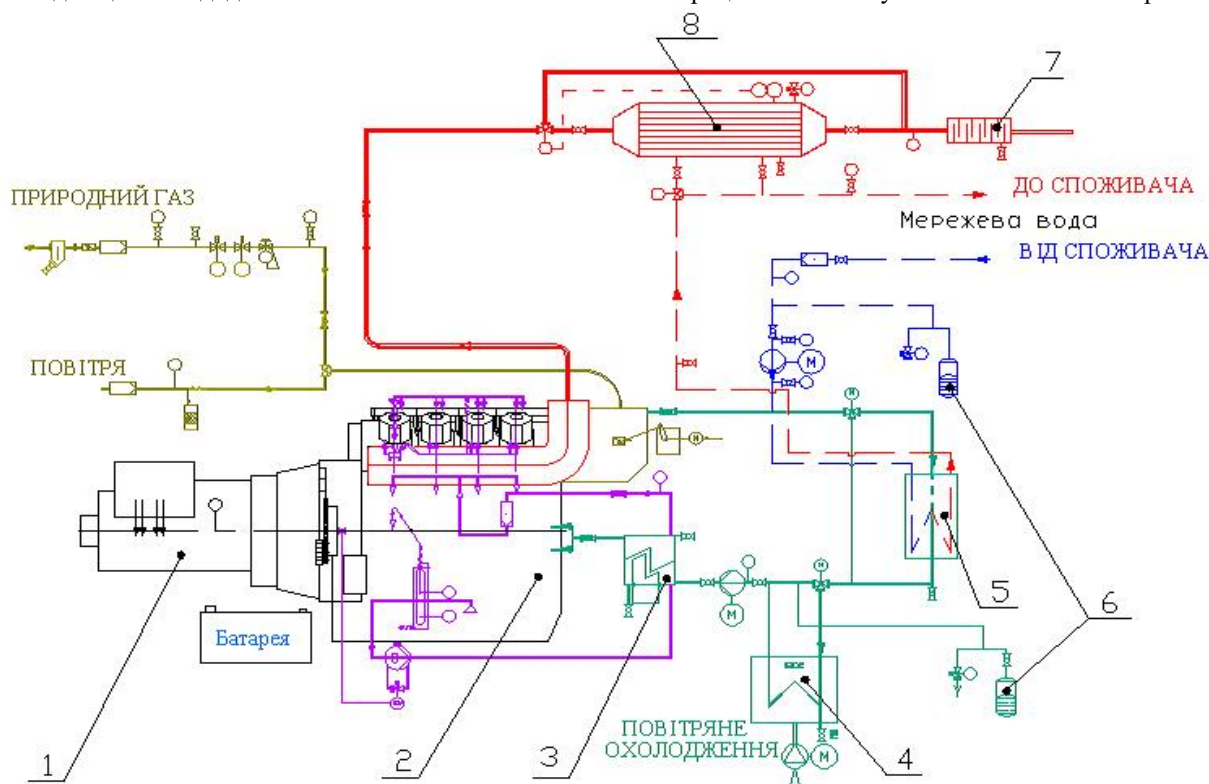 8
7
ПРИРОДНИЙ ГАЗ
ДО СПОЖИВАЧА
Мережева вода
ВІД СПОЖИВАЧА
ПОВІТРЯ
М
Батарея
5
6
ПОВІТРЯНЕ
ОХОЛОДЖЕННЯ
М
М
1
2
3
4